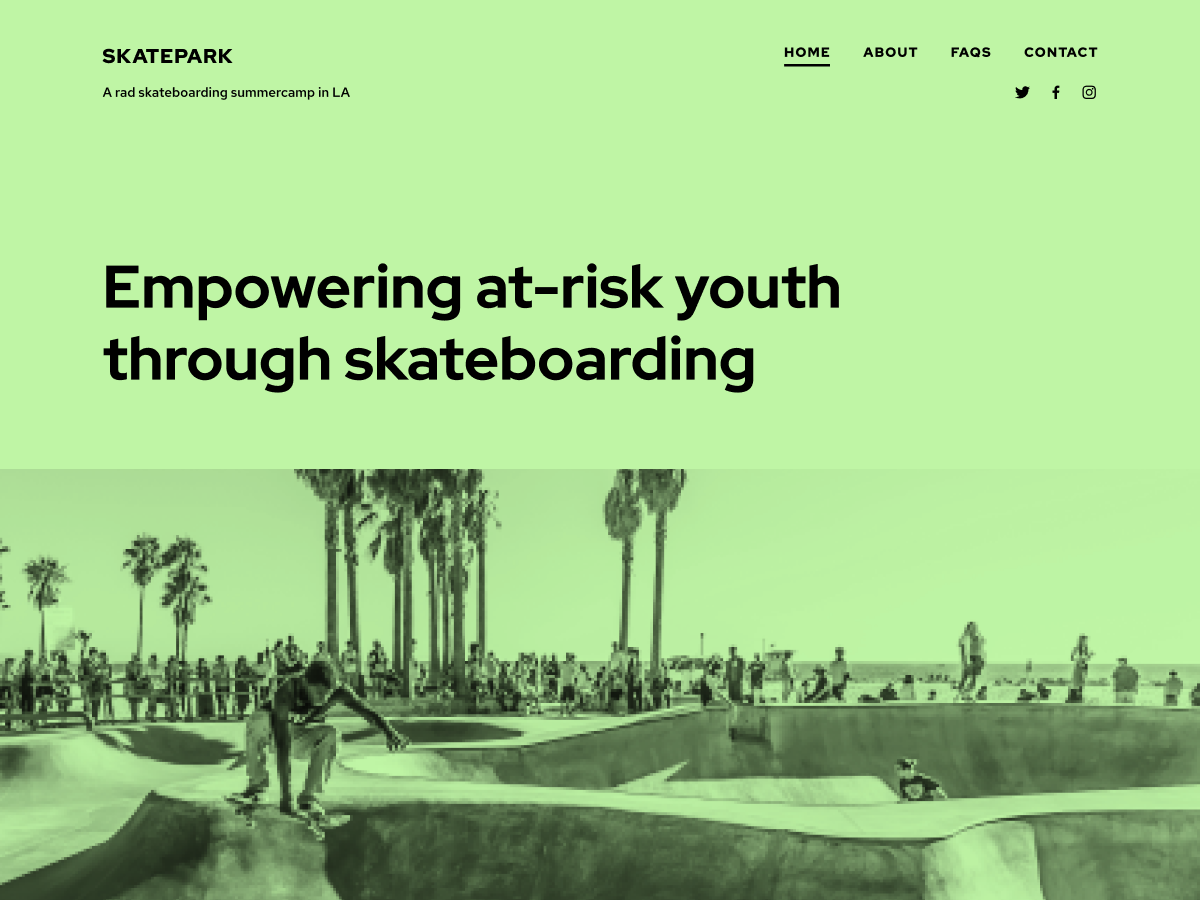 SKATEPARK
HOME ABOUT FAQS CONTACT
A rad skateboarding summercamp in LA
Empowering at-risk youth
through skateboarding